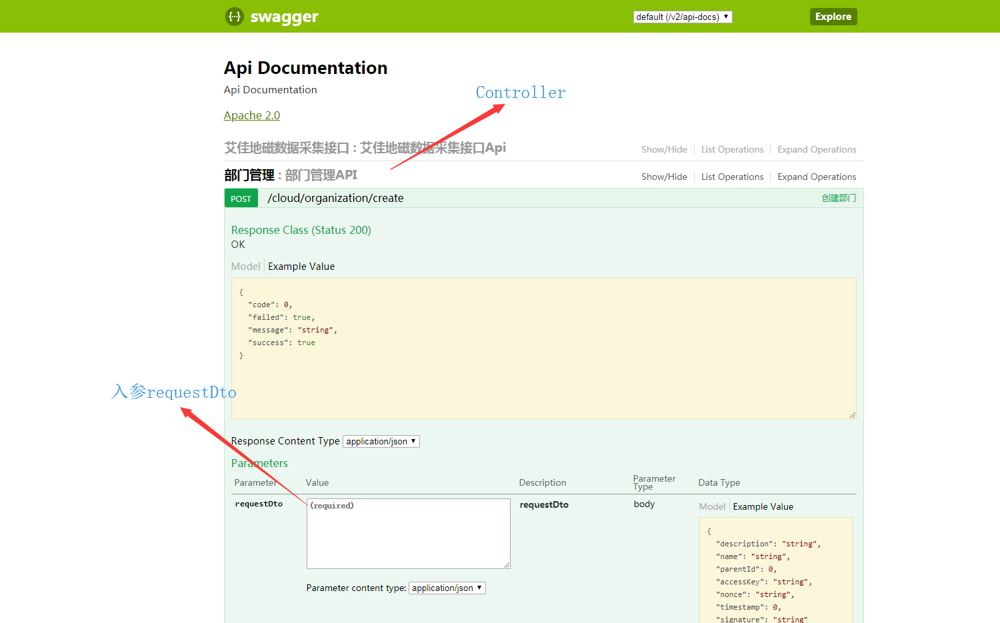 swagger
default (/v2/api-docs)
Explore
Api Documentation
Api Documentation
Controller
Apache 2.0
艾佳地磁数据采集接口 : 艾佳地磁数据采集接口Api
Show/Hide
List Operations
Expand Operations
部门管理 : 部门管理API
Show/Hide
List Operations
Expand Operations
POST
/cloud/organization/create
创建部门
Response Class (Status 200)
OK
Model
Example Value
{
"code": 0,
"failed": true,
"message": "string",
"success": true
}
入参requestDto
Response Content Type
application/json
Parameters
Parameter
Value
Description
Parameter Type
Data Type
requestDto
(required)
requestDto
body
Model
Example Value
{
"description": "string",
"name": "string",
"parentId": 0,
"accessKey": "string",
"nonce": "string",
"timestamp": 0,
"signature": "string"
Parameter content type:
application/json